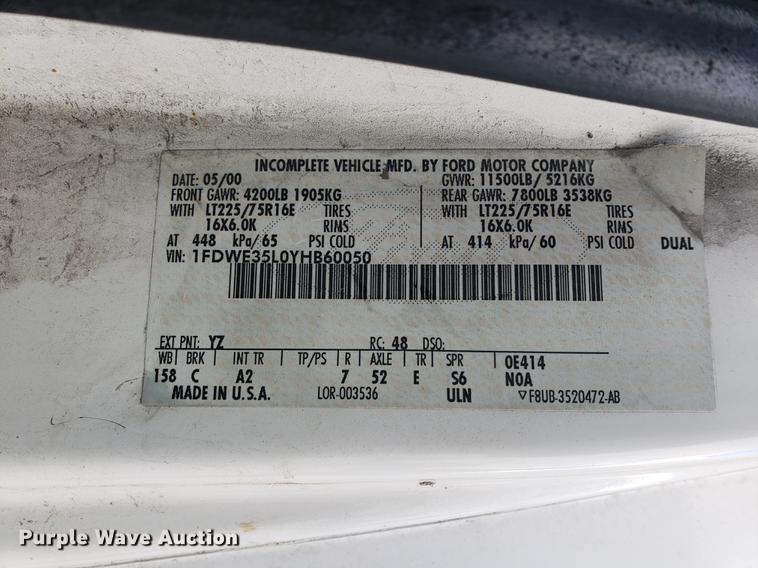 INCOMPLETE VEHICLE MFD. BY FORD MOTOR COMPANY
DATE: 05/00 GVWR: 11500LB/ 5216KG
FRONT GAWR: 4200LB 1905KG REAR GAWR: 7800LB 3538KG
WITH LT225/75R16E TIRES WITH LT225/75R16E TIRES
16X6.0K RIMS 16X6.0K RIMS
AT 448 kPa/65 PSI COLD AT 414 kPa/60 PSI COLD DUAL
VIN: 1FDWE35L0YHB60050
EXT PNT: YZ RC: 48 DSO:
WB BRK INT TR TP/PS R AXLE TR SPR 0E414
158 C A2 7 52 E S6 NOA
MADE IN U.S.A. LOR-003536 ULN ▽F8UB-3520472-AB
Purple Wave Auction